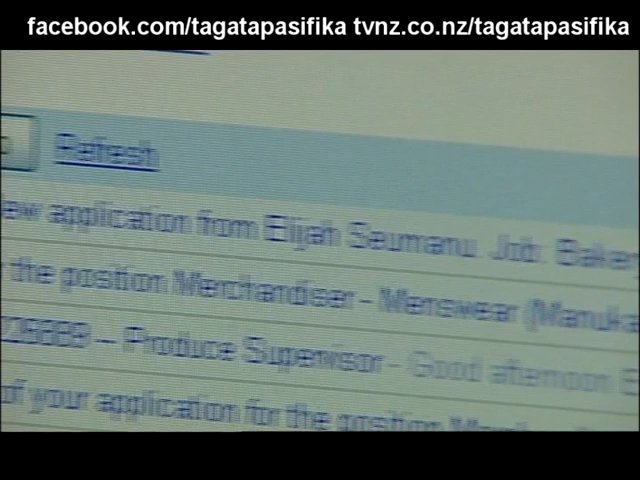 facebook.com/tagatapasifika tvnz.co.nz/tagatapasifika
Refresh
ew application from Elijah Saumanu. Job: Baker
r the position Merchandiser - Menswear (Manuka
– Produce Supervisor - Good afternoon E
of your application for the position Merch